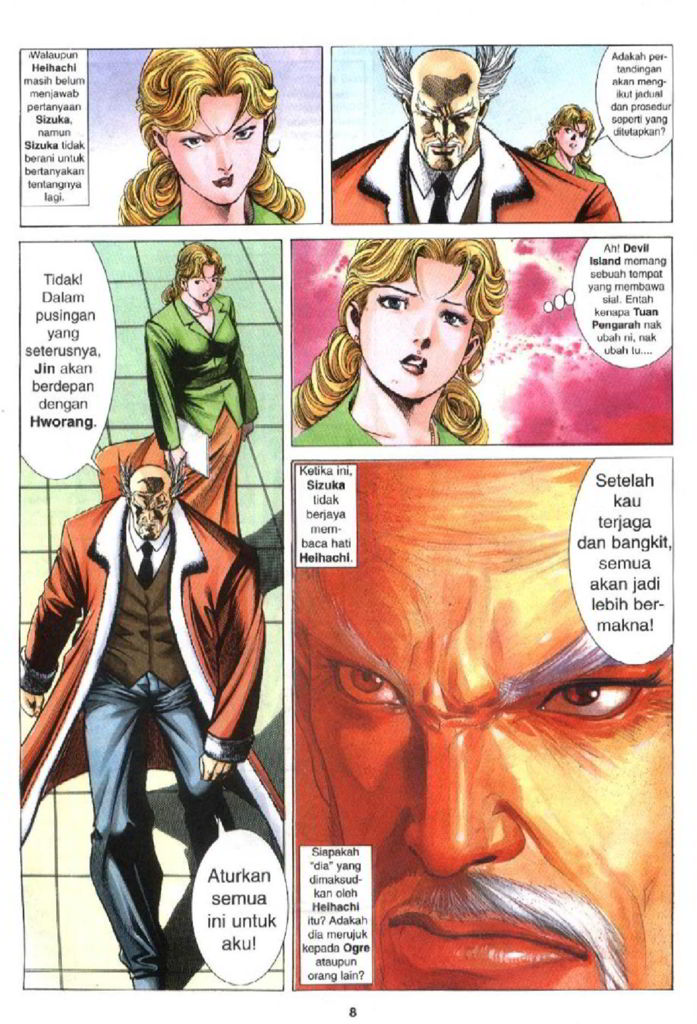 Walaupun
Heihachi
masih belum
menjawab
pertanyaan
Sizuka,
namun
Sizuka tidak
berani untuk
bertanyakan
tentangnya
lagi.
Adakah per-
tandingan
akan meng-
ikut jadual
dan prosedur
seperti yang
ditetapkan?
Tidak!
Dalam
pusingan
yang
seterusnya,
Jin akan
berdepan
dengan
Hworang.
Aturkan
semua
ini untuk
aku!
Ah! Devil
Island memang
sebuah tempat
yang membawa
sial. Entah
kenapa Tuan
Pengarah nak
ubah ni, nak
ubah tu....
Ketika ini,
Sizuka
tidak
berjaya
mem-
baca hati
Heihachi.
Setelah
kau
terjaga
dan bangkit,
semua
akan jadi
lebih ber-
makna!
Siapakah
"dia" yang
dimaksud-
kan oleh
Heihachi
itu? Adakah
dia merujuk
kepada Ogre
ataupun
orang lain?
8